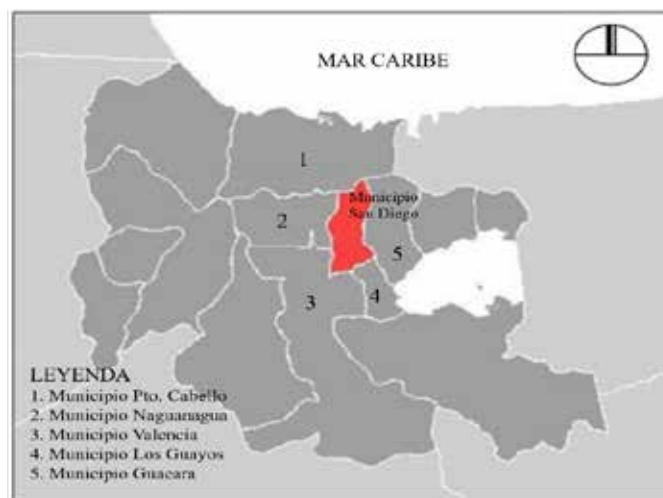 MAR CARIBE
1
Municipio
San Diego
2
5
3
4
LEYENDA
1. Municipio Pto. Cabello
2. Municipio Naguanagua
3. Municipio Valencia
4. Municipio Los Guayos
5. Municipio Guacara